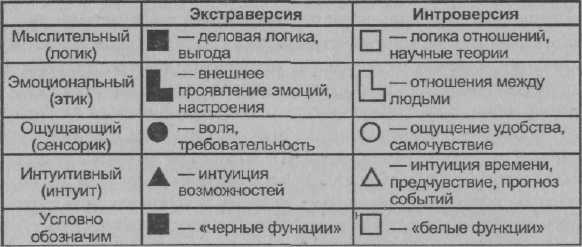 Экстраверсия Интроверсия
Мыслительный — деловая логика, — логика отношений,
(логик) выгода научные теории
Эмоциональный — внешнее — отношения между
(этик) проявление эмоций, людьми
настроения
Ощущающий — воля, — ощущение удобства,
(сенсорик) требовательность самочувствие
Интуитивный — интуиция — интуиция времени,
(интуит) возможностей предчувствие, прогноз
событий
Условно — «черные функции» — «белые функции»
обозначим